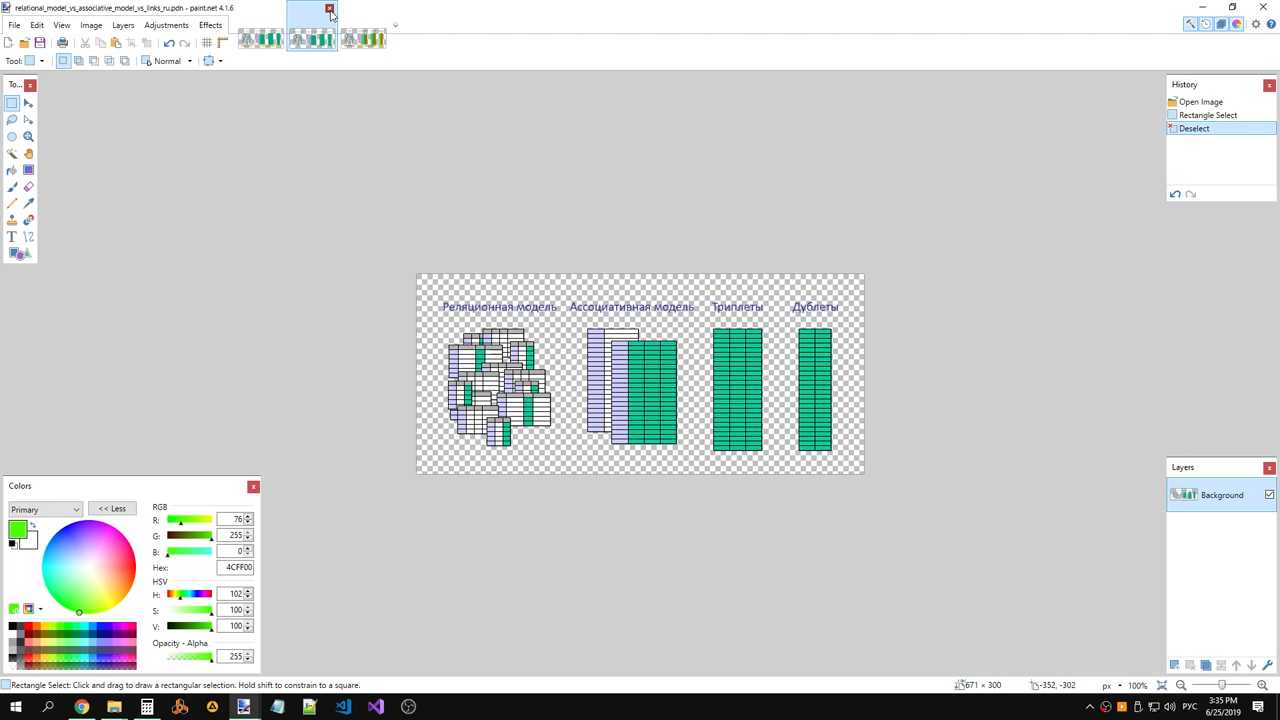 relational_model_vs_associative_model_vs_links_ru.pdn - paint.net 4.1.6
File Edit View Image Layers Adjustments Effects
Tool: Normal
To...
History
Open Image
Rectangle Select
Deselect
Реляционная модель Ассоциативная модель Триплеты Дублеты
Colors
Primary << Less
RGB
R: 76
G: 255
B: 0
Hex: 4CFF00
HSV
H: 102
S: 100
V: 100
Opacity - Alpha
255
Layers
Background
Rectangle Select: Click and drag to draw a rectangular selection. Hold shift to constrain to a square.
671 × 300 -352, -302 px 100%
РУС
3:35 PM
6/25/2019